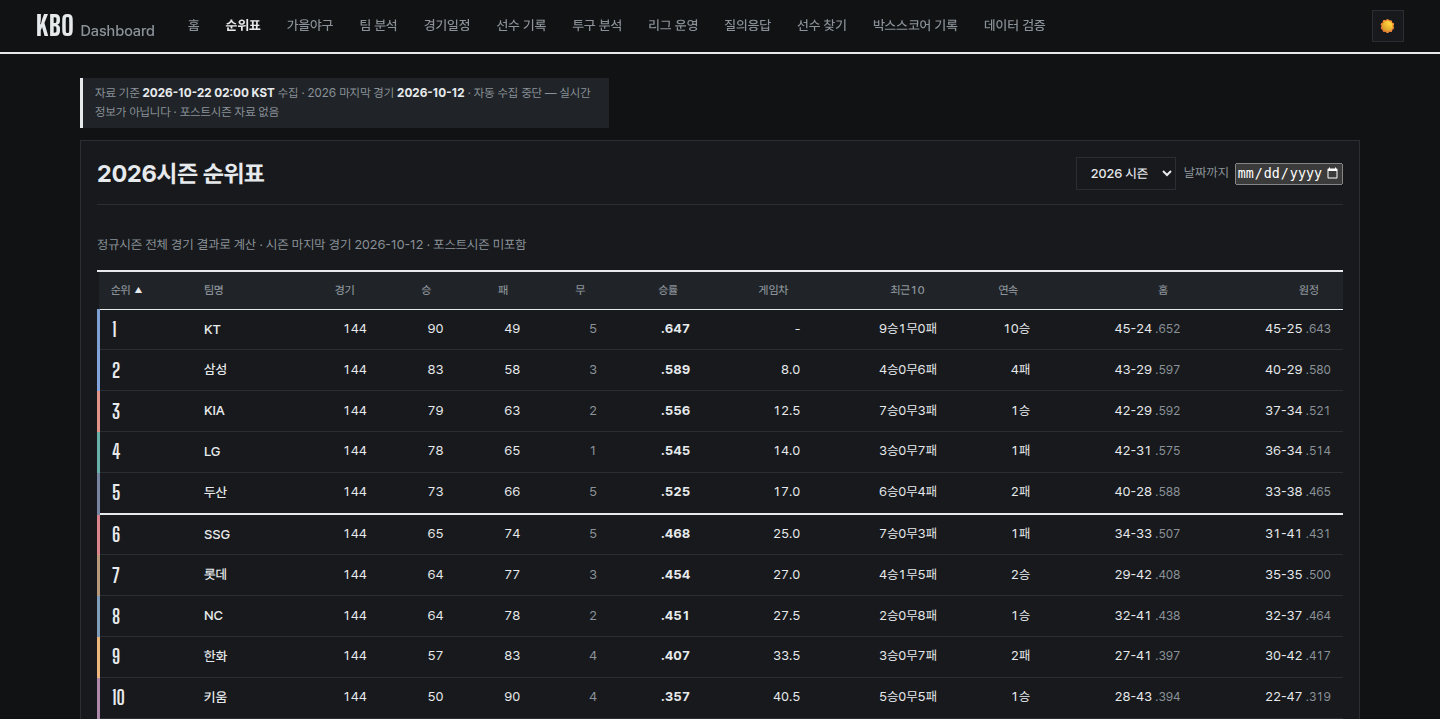 KBO Dashboard 홈 순위표 가을야구 팀 분석 경기일정 선수 기록 투구 분석 리그 운영 질의응답 선수 찾기 박스스코어 기록 데이터 검증
자료 기준 2026-10-22 02:00 KST 수집 · 2026 마지막 경기 2026-10-12 · 자동 수집 중단 — 실시간
정보가 아닙니다 · 포스트시즌 자료 없음
2026시즌 순위표 2026 시즌 날짜까지 mm/dd/yyyy
정규시즌 전체 경기 결과로 계산 · 시즌 마지막 경기 2026-10-12 · 포스트시즌 미포함
순위 ▲ 팀명 경기 승 패 무 승률 게임차 최근10 연속 홈 원정
1 KT 144 90 49 5 .647 - 9승1무0패 10승 45-24 .652 45-25 .643
2 삼성 144 83 58 3 .589 8.0 4승0무6패 4패 43-29 .597 40-29 .580
3 KIA 144 79 63 2 .556 12.5 7승0무3패 1승 42-29 .592 37-34 .521
4 LG 144 78 65 1 .545 14.0 3승0무7패 1패 42-31 .575 36-34 .514
5 두산 144 73 66 5 .525 17.0 6승0무4패 2패 40-28 .588 33-38 .465
6 SSG 144 65 74 5 .468 25.0 7승0무3패 1패 34-33 .507 31-41 .431
7 롯데 144 64 77 3 .454 27.0 4승1무5패 2승 29-42 .408 35-35 .500
8 NC 144 64 78 2 .451 27.5 2승0무8패 1승 32-41 .438 32-37 .464
9 한화 144 57 83 4 .407 33.5 3승0무7패 2패 27-41 .397 30-42 .417
10 키움 144 50 90 4 .357 40.5 5승0무5패 1승 28-43 .394 22-47 .319